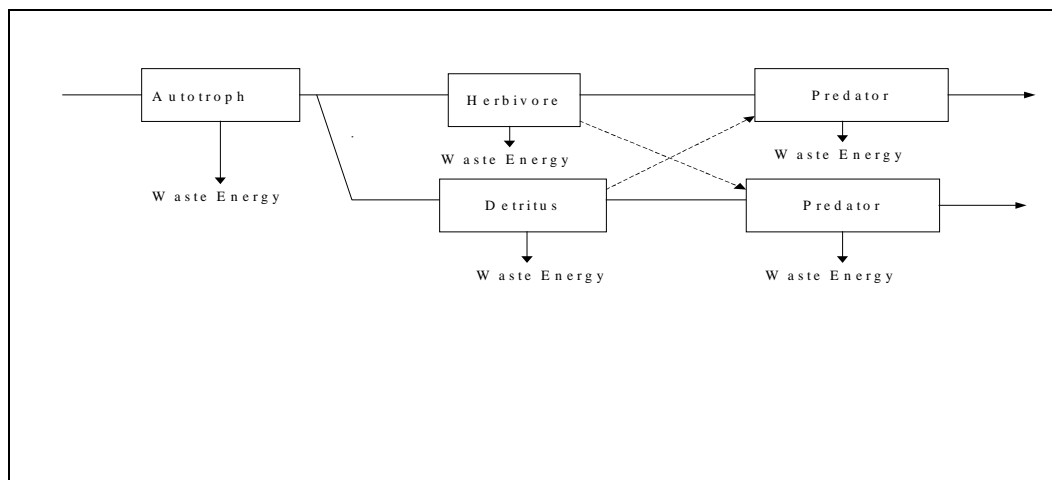 Autotroph
Herbivore
Predator
Waste Energy
Waste Energy
Waste Energy
Detritus
Predator
Waste Energy
Waste Energy